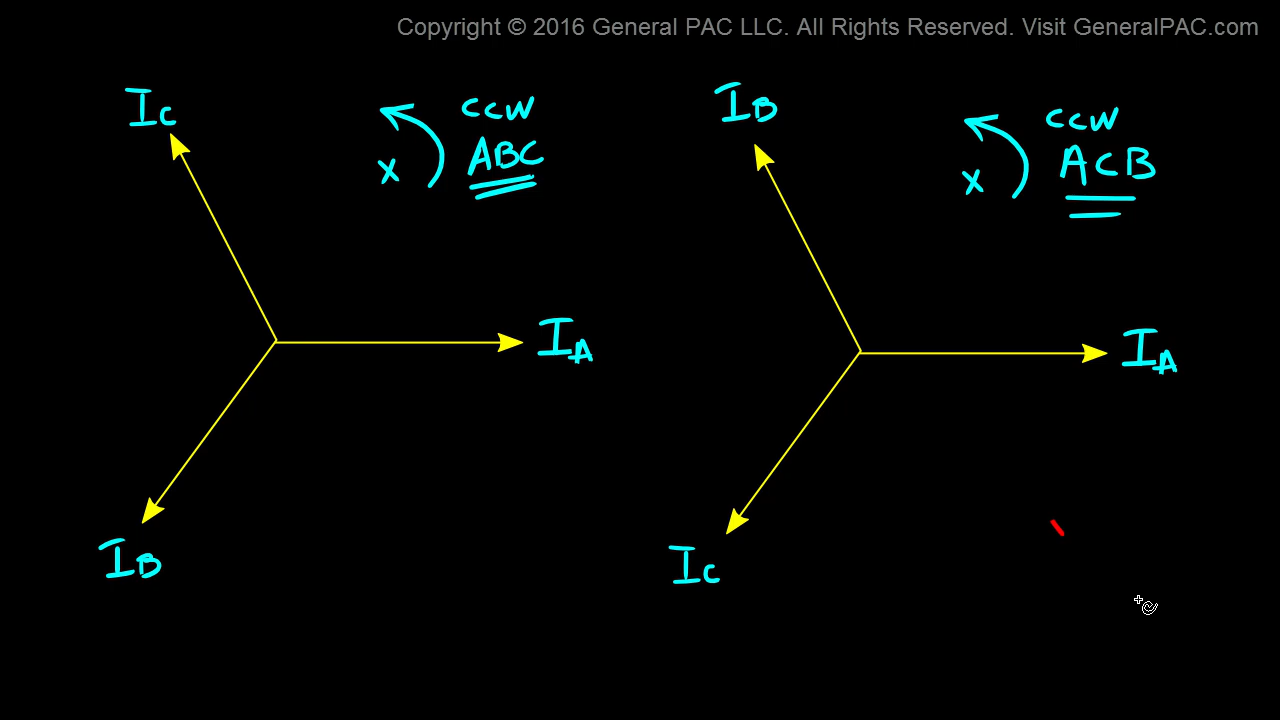 Copyright © 2016 General PAC LLC. All Rights Reserved. Visit GeneralPAC.com
Ic
x
ccw
ABC
IA
IB
IB
x
ccw
ACB
IA
Ic